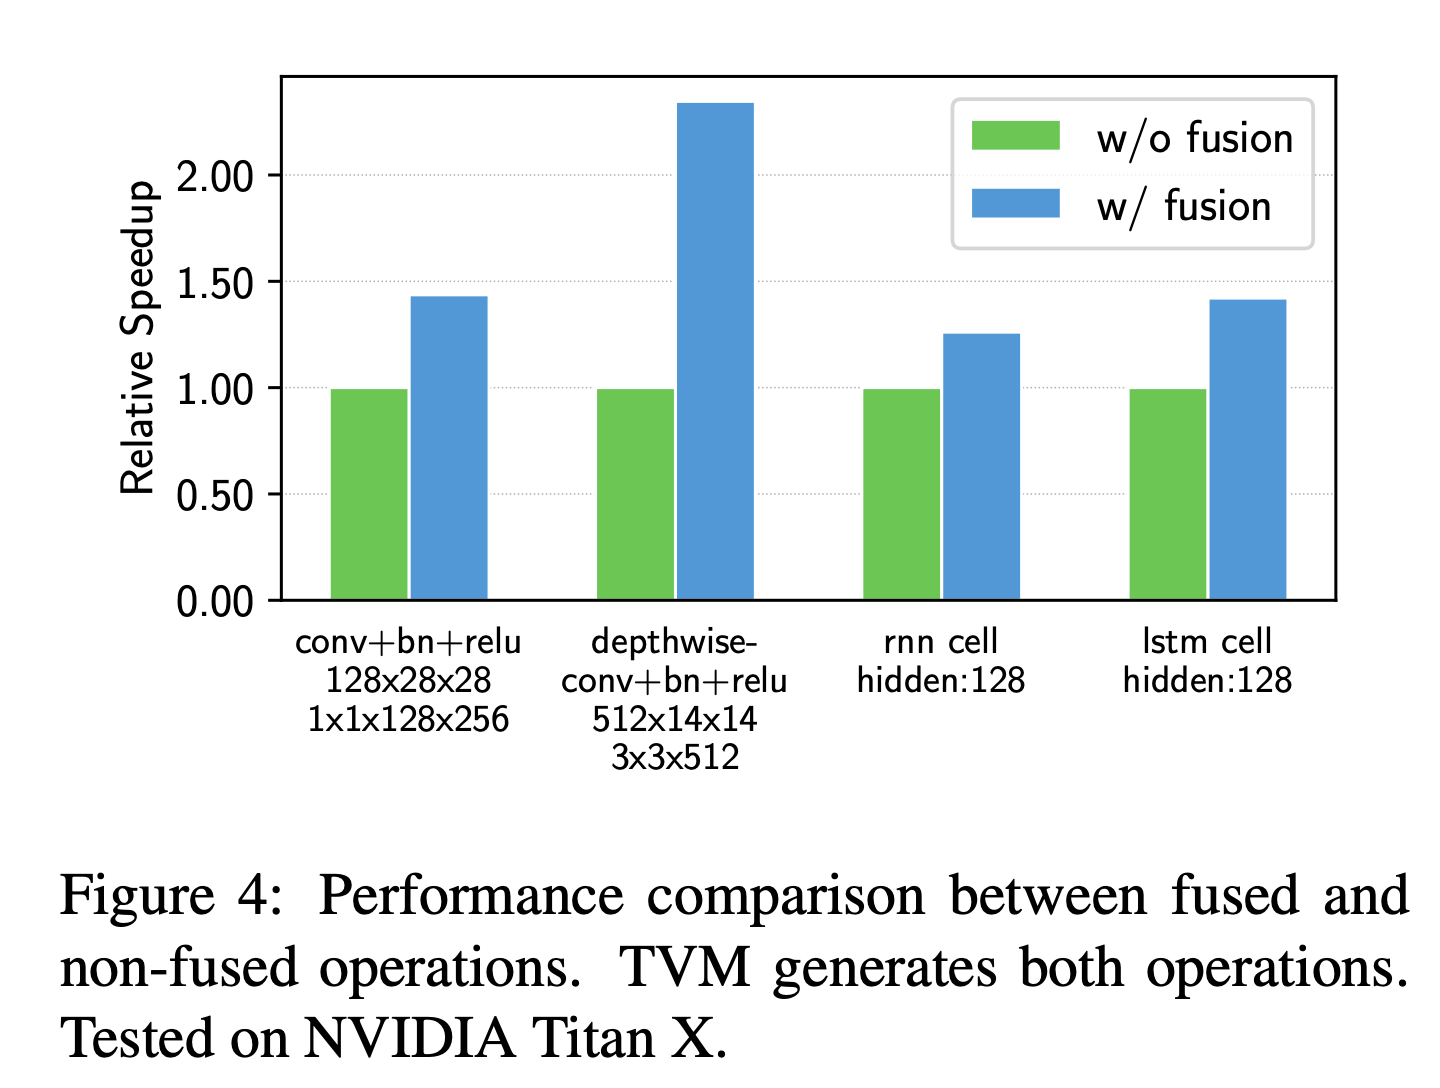 Relative Speedup
2.00
1.50
1.00
0.50
0.00
w/o fusion
w/ fusion
conv+bn+relu
128x28x28
1x1x128x256
depthwise-
conv+bn+relu
512x14x14
3x3x512
rnn cell
hidden:128
lstm cell
hidden:128
Figure 4: Performance comparison between fused and
non-fused operations. TVM generates both operations.
Tested on NVIDIA Titan X.